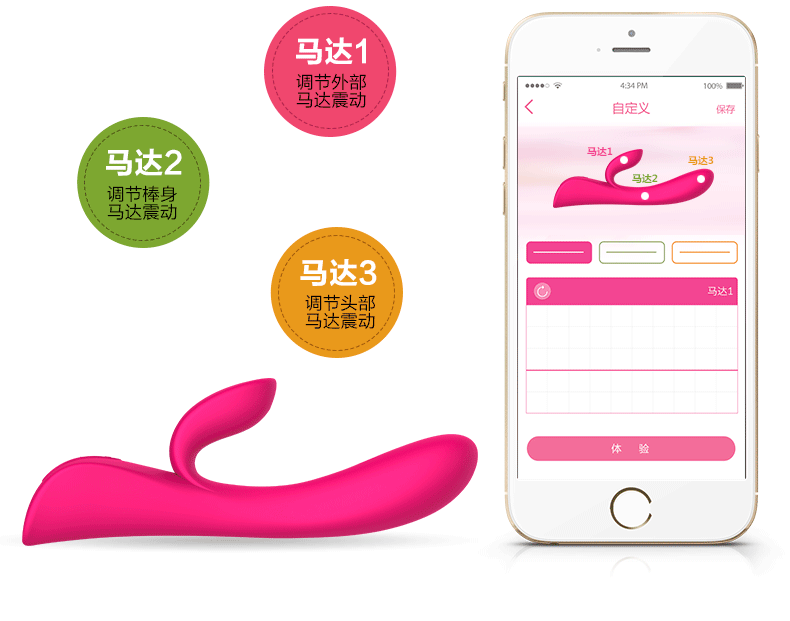 马达1
调节外部
马达震动
马达2
调节棒身
马达震动
马达3
调节头部
马达震动
4:34 PM
100%
自定义
保存
马达1
马达3
马达2
马达1
体 验